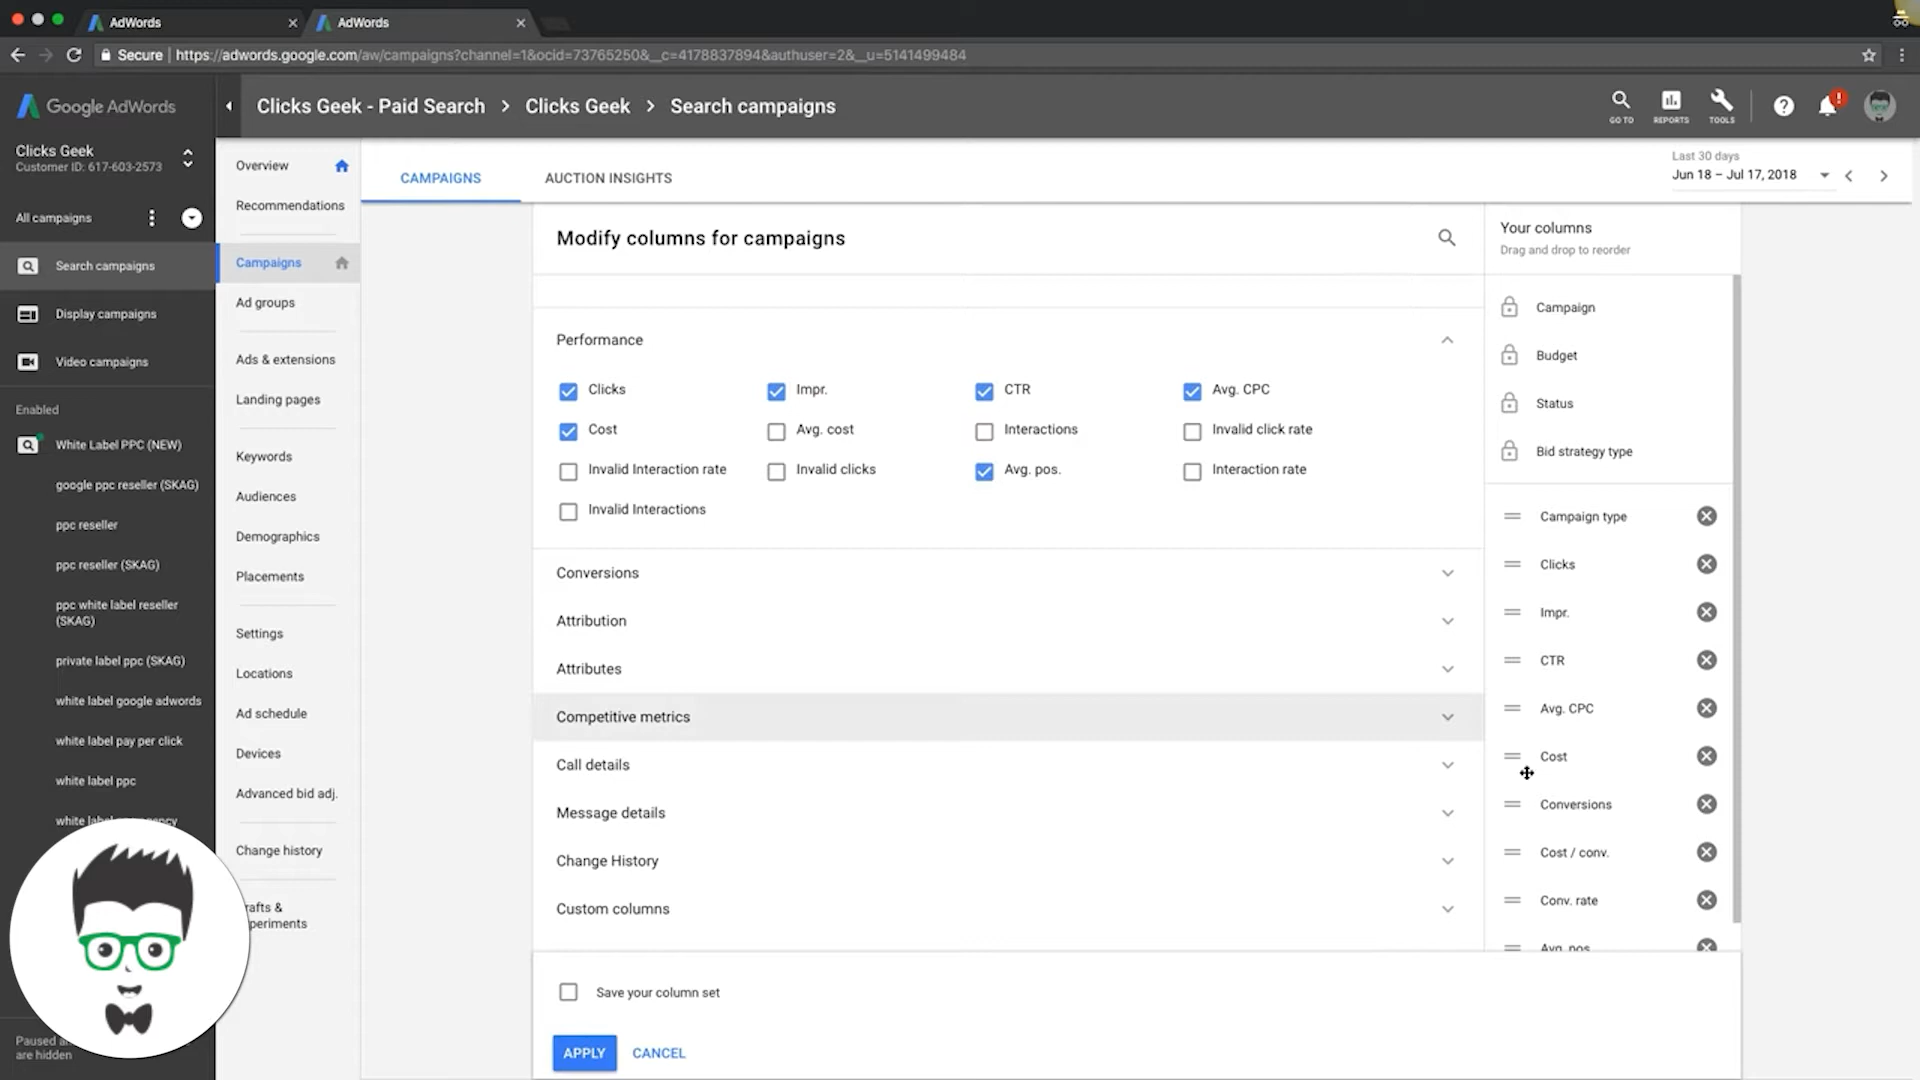 AdWords
AdWords
Secure | https://adwords.google.com/aw/campaigns?channel=1&ocid=73765250&__c=4178837894&authuser=2&__u=5141499484
Google AdWords
Clicks Geek - Paid Search > Clicks Geek > Search campaigns
GO TO
REPORTS
TOOLS
Clicks Geek
Customer ID: 617-603-2573
All campaigns
Search campaigns
Display campaigns
Video campaigns
Enabled
White Label PPC (NEW)
google ppc reseller (SKAG)
ppc reseller
ppc reseller (SKAG)
ppc white label reseller
(SKAG)
private label ppc (SKAG)
white label google adwords
white label pay per click
white label ppc
white label
Paused
are hidden
Overview
Recommendations
Campaigns
Ad groups
Ads & extensions
Landing pages
Keywords
Audiences
Demographics
Placements
Settings
Locations
Ad schedule
Devices
Advanced bid adj.
Change history
rafts &
periments
CAMPAIGNS
AUCTION INSIGHTS
Last 30 days
Jun 18 – Jul 17, 2018
Modify columns for campaigns
Performance
Clicks
Impr.
CTR
Avg. CPC
Cost
Avg. cost
Interactions
Invalid click rate
Invalid Interaction rate
Invalid clicks
Avg. pos.
Interaction rate
Invalid Interactions
Conversions
Attribution
Attributes
Competitive metrics
Call details
Message details
Change History
Custom columns
Save your column set
APPLY
CANCEL
Your columns
Drag and drop to reorder
Campaign
Budget
Status
Bid strategy type
Campaign type
Clicks
Impr.
CTR
Avg. CPC
Cost
Conversions
Cost / conv.
Conv. rate
Avg. pos.